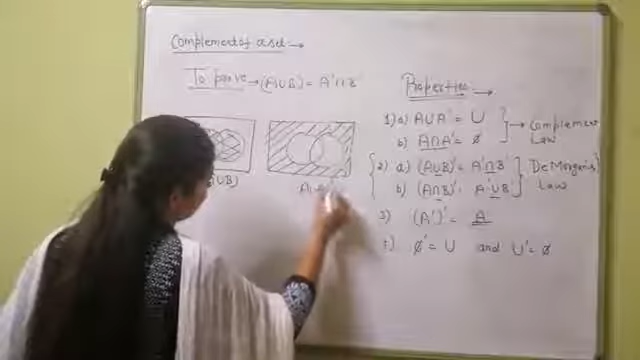 Complement of a set →
To prove → (A∪B)' = A'∩B'
∪B)
A∪
Properties →
1) a) A∪A' = U
b) A∩A' = ∅
→ Complement Law
2) a) (A∪B)' = A'∩B'
b) (A∩B)' = A'∪B'
De Morgan's Law
3) (A')' = A
4) ∅' = U and U' = ∅